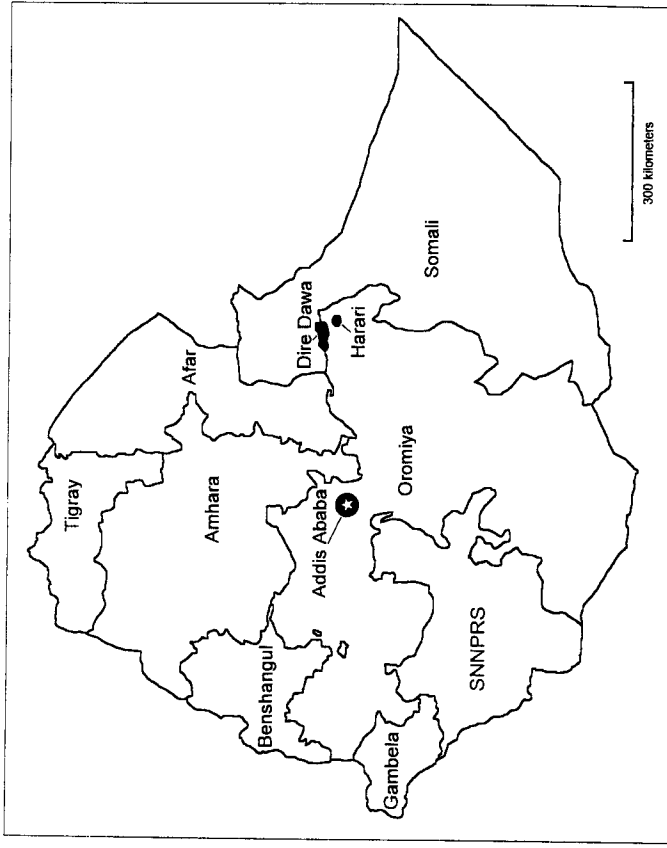 Tigray
Afar
Amhara
Benshangul
Dire Dawa
Harari
Addis Ababa
Somali
Gambela
Oromiya
SNNPRS
300 kilometers